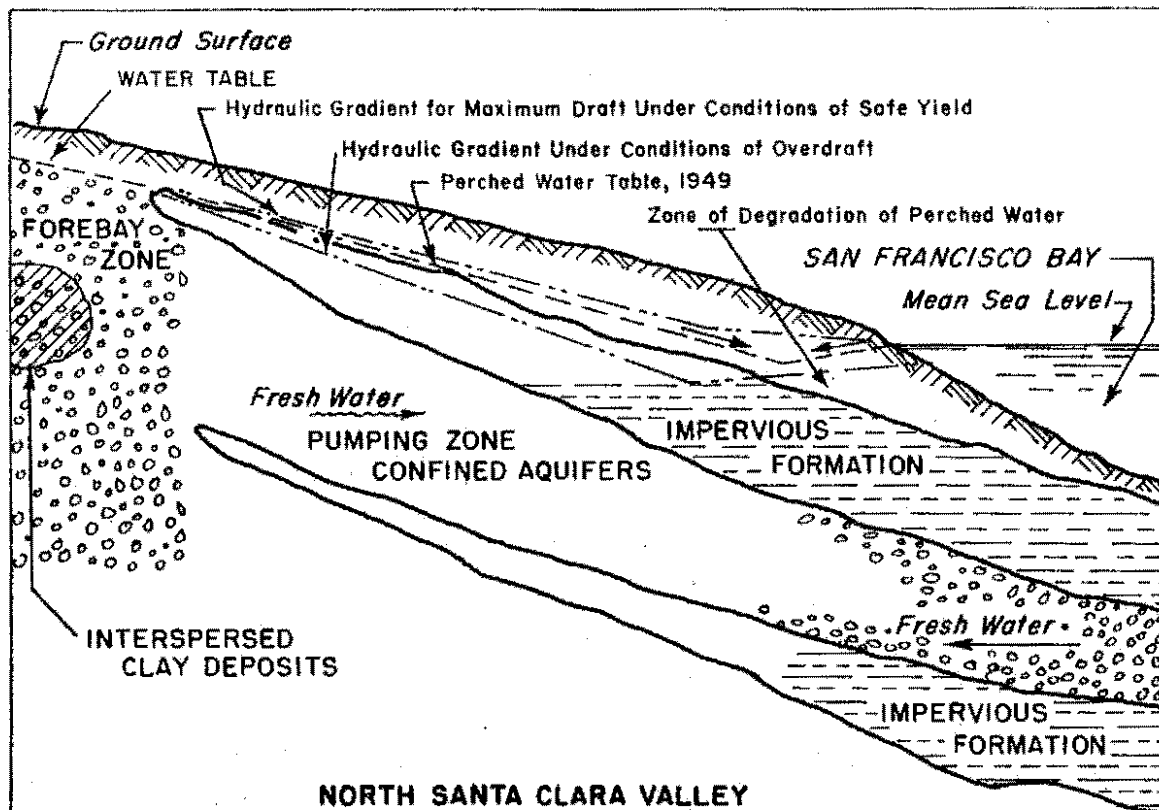 Ground Surface
WATER TABLE
Hydraulic Gradient for Maximum Draft Under Conditions of Safe Yield
Hydraulic Gradient Under Conditions of Overdraft
Perched Water Table, 1949
Zone of Degradation of Perched Water
FOREBAY
ZONE
SAN FRANCISCO BAY
Mean Sea Level
Fresh Water
PUMPING ZONE
CONFINED AQUIFERS
IMPERVIOUS
FORMATION
INTERSPERSED
CLAY DEPOSITS
Fresh Water
IMPERVIOUS
FORMATION
NORTH SANTA CLARA VALLEY